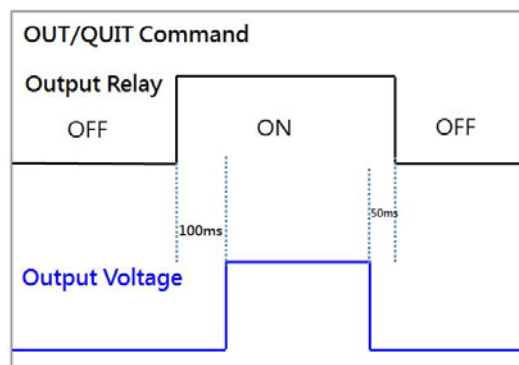 OUT/QUIT Command
Output Relay
OFF
ON
OFF
100ms
50ms
Output Voltage